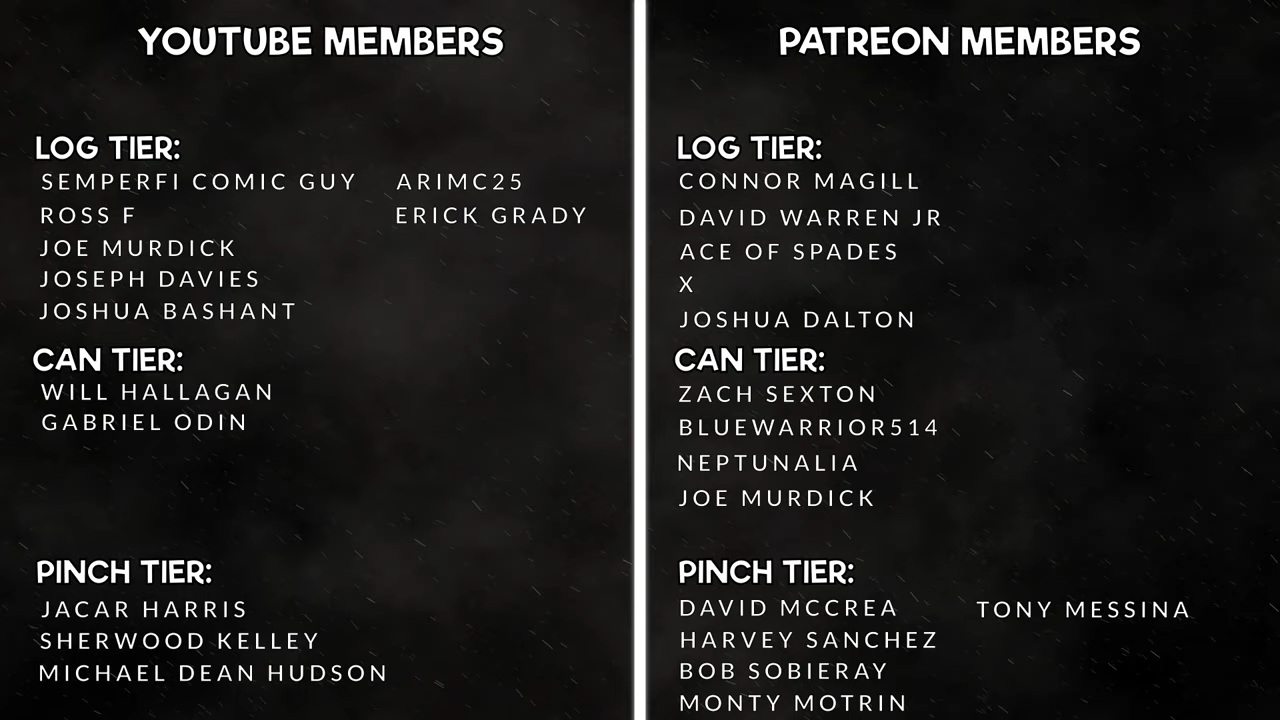 YOUTUBE MEMBERS
LOG TIER:
SEMPERFI COMIC GUY
ROSS F
JOE MURDICK
JOSEPH DAVIES
JOSHUA BASHANT
ARIMC25
ERICK GRADY
CAN TIER:
WILL HALLAGAN
GABRIEL ODIN
PINCH TIER:
JACAR HARRIS
SHERWOOD KELLEY
MICHAEL DEAN HUDSON
PATREON MEMBERS
LOG TIER:
CONNOR MAGILL
DAVID WARREN JR
ACE OF SPADES
X
JOSHUA DALTON
CAN TIER:
ZACH SEXTON
BLUEWARRIOR514
NEPTUNALIA
JOE MURDICK
PINCH TIER:
DAVID MCCREA
HARVEY SANCHEZ
BOB SOBIERAY
MONTY MOTRIN
TONY MESSINA